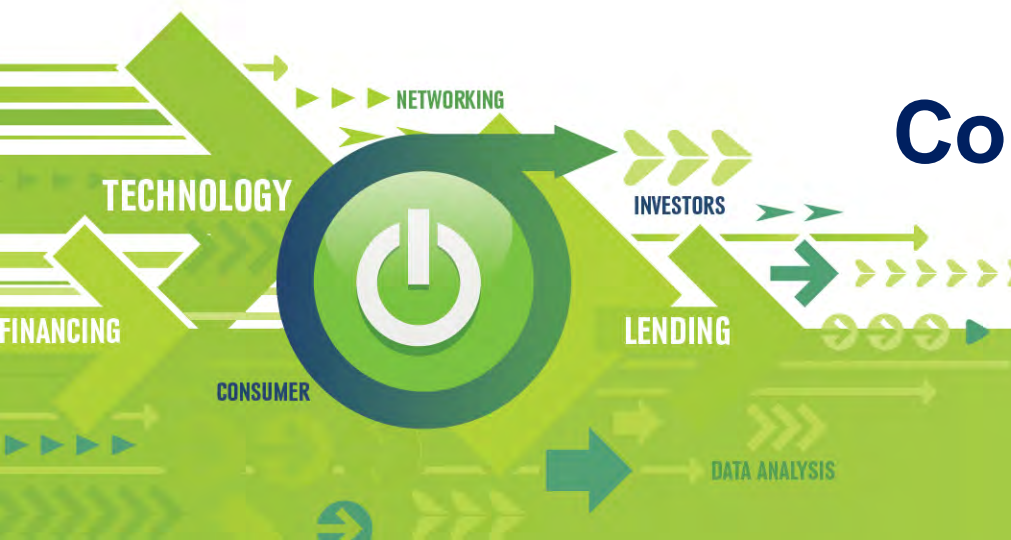 NETWORKING
Co
TECHNOLOGY
INVESTORS
FINANCING
LENDING
CONSUMER
DATA ANALYSIS